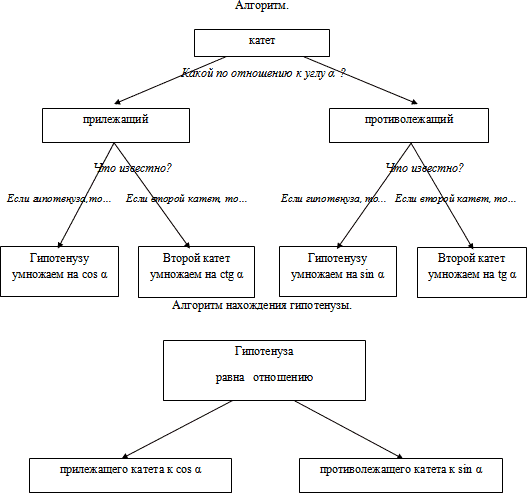 Алгоритм.
катет
Какой по отношению к углу α ?
прилежащий
противолежащий
Что известно?
Что известно?
Если гипотенуза,то...
Если второй катет, то...
Если гипотенуза, то...
Если второй катет, то...
Гипотенузу
умножаем на cos α
Второй катет
умножаем на ctg α
Гипотенузу
умножаем на sin α
Второй катет
умножаем на tg α
Алгоритм нахождения гипотенузы.
Гипотенуза
равна отношению
прилежащего катета к cos α
противолежащего катета к sin α